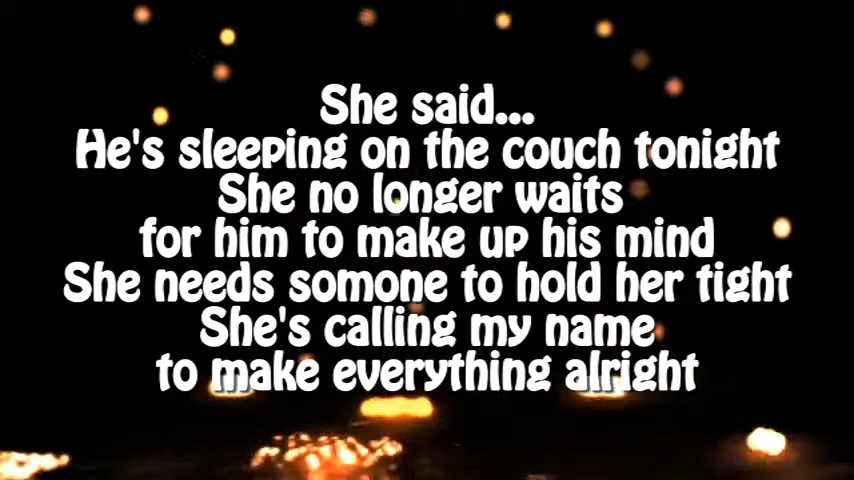 She said...
He's sleeping on the couch tonight
She no longer waits
for him to make up his mind
She needs somone to hold her tight
She's calling my name
to make everything alright